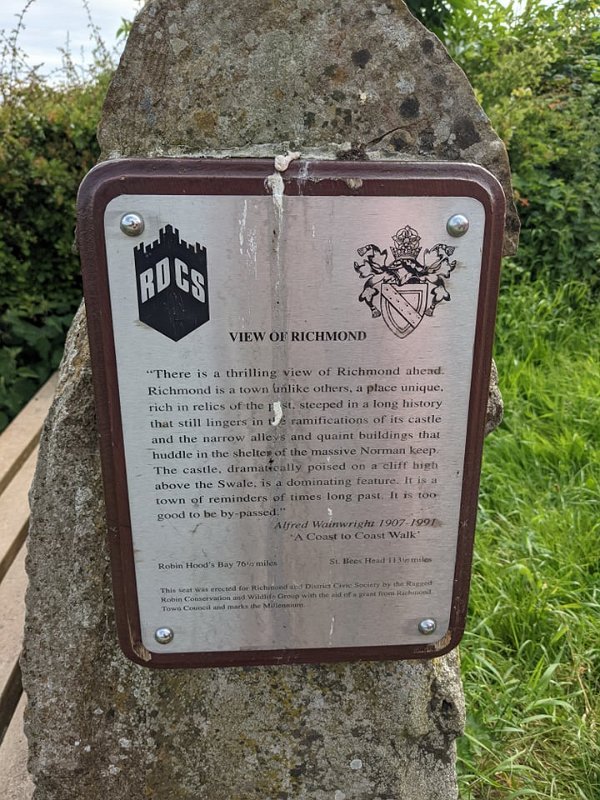 RDCS
VIEW OF RICHMOND
“There is a thrilling view of Richmond ahead.
Richmond is a town unlike others, a place unique,
rich in relics of the past, steeped in a long history
that still lingers in the ramifications of its castle
and the narrow alleys and quaint buildings that
huddle in the shelter of the massive Norman keep.
The castle, dramatically poised on a cliff high
above the Swale, is a dominating feature. It is a
town of reminders of times long past. It is too
good to be by-passed.”
Alfred Wainwright 1907-1991
‘A Coast to Coast Walk’
Robin Hood's Bay 76½ miles St. Bees Head 113½ miles
This seat was erected for Richmond and District Civic Society by the Ragged
Robin Conservation and Wildlife Group with the aid of a grant from Richmond
Town Council and marks the Millennium.